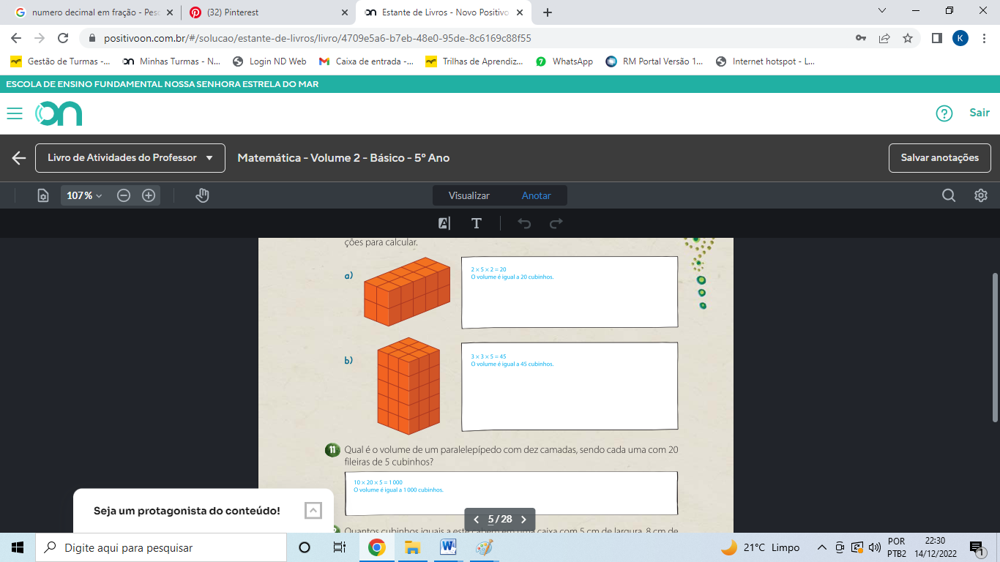 numero decimal em fração - Pes
(32) Pinterest
Estante de Livros - Novo Positivo
positivoon.com.br/#/solucao/estante-de-livros/livro/4709e5a6-b7eb-48e0-95de-8c6169c88f55
K
Gestão de Turmas -...
Minhas Turmas - N...
Login ND Web
Caixa de entrada -...
Trilhas de Aprendiz...
WhatsApp
RM Portal Versão 1...
Internet hotspot - L...
ESCOLA DE ENSINO FUNDAMENTAL NOSSA SENHORA ESTRELA DO MAR
on
Sair
Livro de Atividades do Professor
Matemática - Volume 2 - Básico - 5º Ano
Salvar anotações
107%
Visualizar
Anotar
ções para calcular.
a)
2 × 5 × 2 = 20
O volume é igual a 20 cubinhos.
b)
3 × 3 × 5 = 45
O volume é igual a 45 cubinhos.
11 Qual é o volume de um paralelepípedo com dez camadas, sendo cada uma com 20
fileiras de 5 cubinhos?
10 × 20 × 5 = 1 000
O volume é igual a 1 000 cubinhos.
Seja um protagonista do conteúdo!
5 / 28
Quantos cubinhos iguais a este cabem em uma caixa com 5 cm de largura, 8 cm de
Digite aqui para pesquisar
21°C Limpo
POR
PTB2
22:30
14/12/2022
1